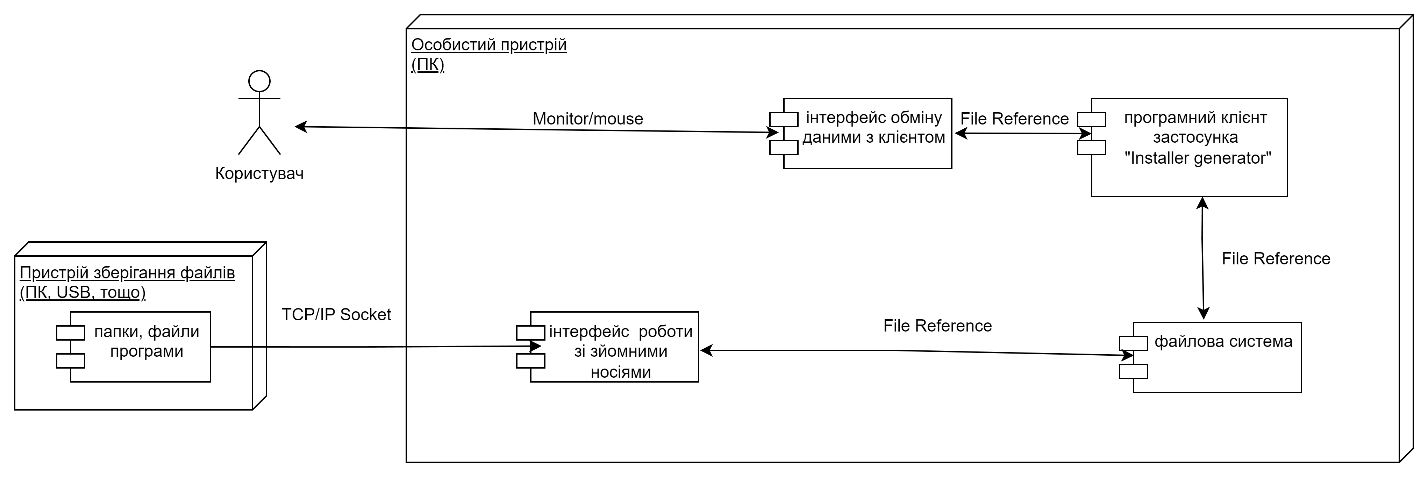 Особистий пристрій
(ПК)
Monitor/mouse
інтерфейс обміну
даними з клієнтом
File Reference
програмний клієнт
застосунка
"Installer generator"
Користувач
File Reference
Пристрій зберігання файлів
(ПК, USB, тощо)
папки, файли
програми
TCP/IP Socket
інтерфейс роботи
зі зйомними
носіями
File Reference
файлова система